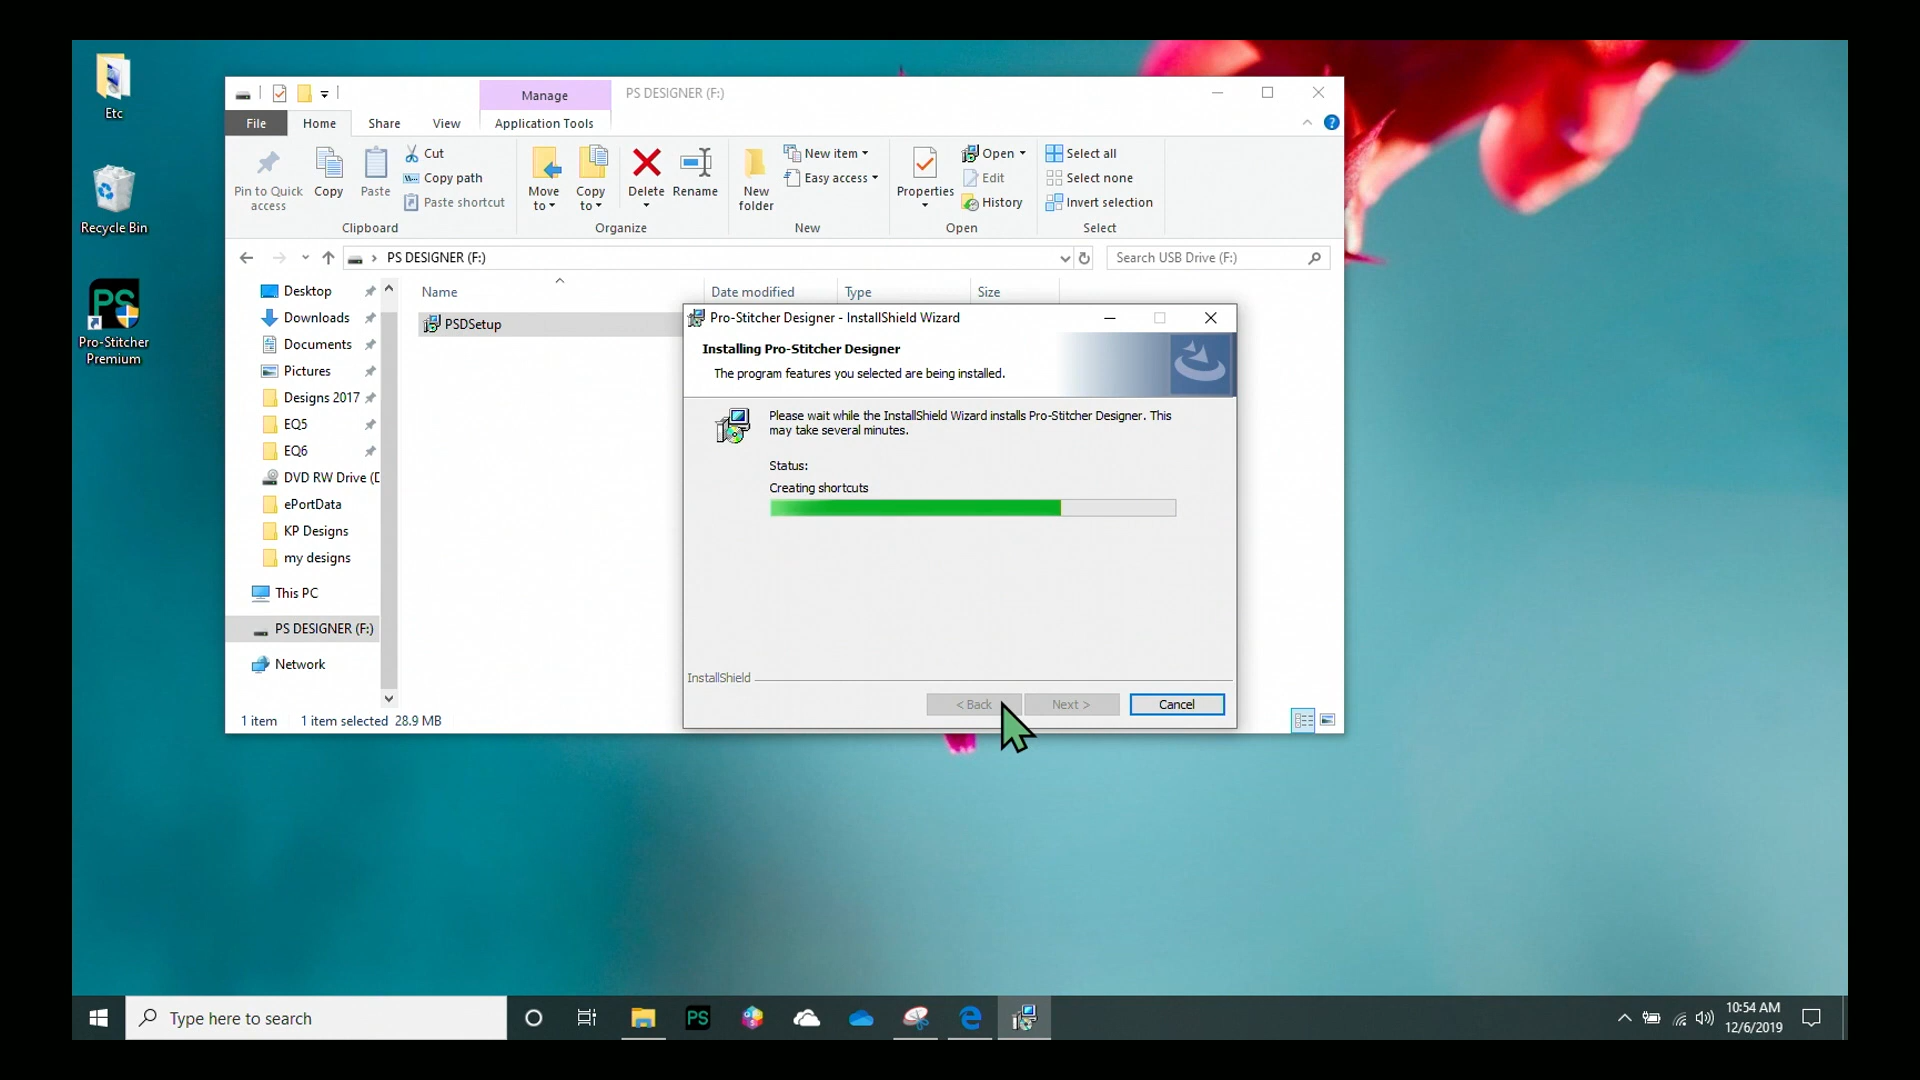 Etc
Recycle Bin
PS
Pro-Stitcher
Premium
Manage
PS DESIGNER (F:)
File
Home
Share
View
Application Tools
Pin to Quick
access
Copy
Paste
Cut
Copy path
Paste shortcut
Clipboard
Move
to
Copy
to
Delete
Rename
Organize
New
folder
New item
Easy access
New
Properties
Open
Edit
History
Open
Select all
Select none
Invert selection
Select
PS DESIGNER (F:)
Search USB Drive (F:)
Desktop
Downloads
Documents
Pictures
Designs 2017
EQ5
EQ6
DVD RW Drive (D
ePortData
KP Designs
my designs
This PC
PS DESIGNER (F:)
Network
Name
Date modified
Type
Size
PSDSetup
1 item
1 item selected 28.9 MB
Pro-Stitcher Designer - InstallShield Wizard
Installing Pro-Stitcher Designer
The program features you selected are being installed.
Please wait while the InstallShield Wizard installs Pro-Stitcher Designer. This
may take several minutes.
Status:
Creating shortcuts
InstallShield
< Back
Next >
Cancel
Type here to search
PS
10:54 AM
12/6/2019